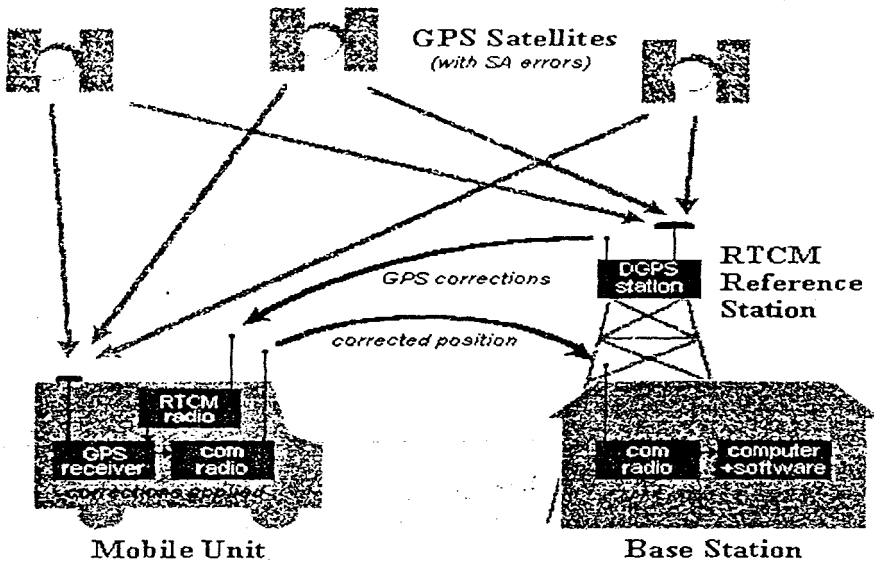 GPS Satellites
(with SA errors)
DGPS
station
RTCM
Reference
Station
GPS corrections
corrected position
RTCM
radio
GPS
receiver
com
radio
corrections applied
com
radio
computer
+software
Mobile Unit
Base Station